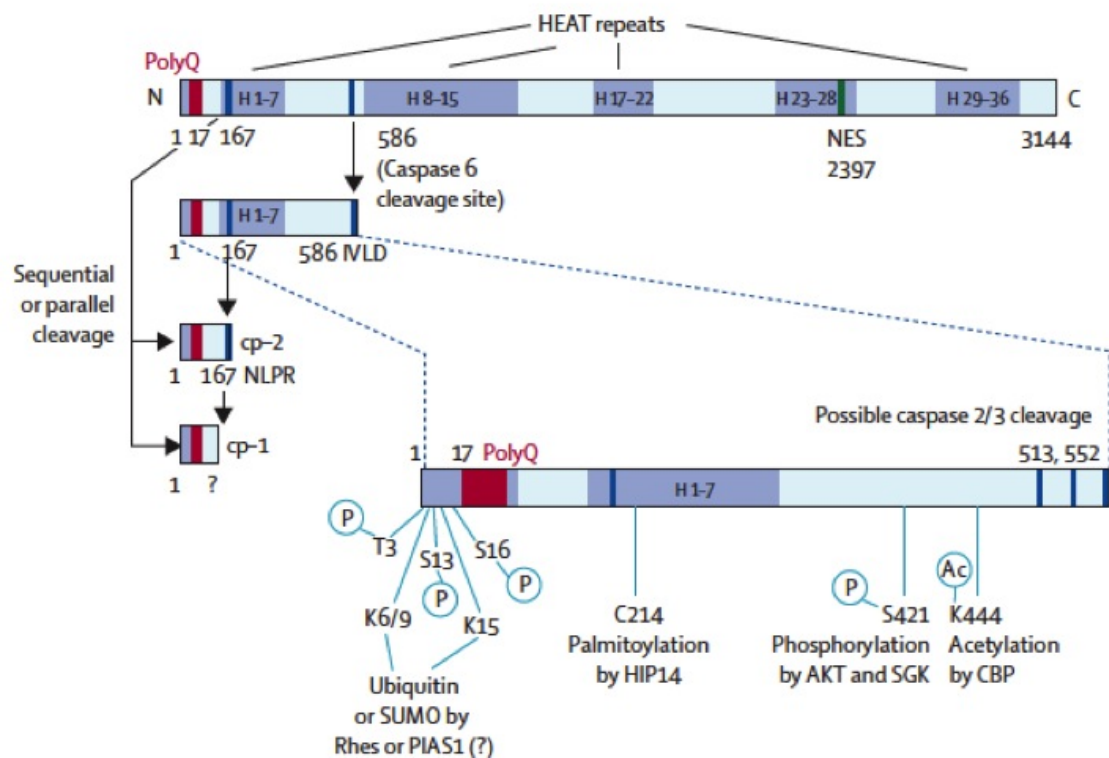 HEAT repeats
PolyQ
N H 1–7 H 8–15 H 17–22 H 23–28 H 29–36 C
1 17 167 586 NES 3144
(Caspase 6 2397
cleavage site)
H 1–7
1 167 586 IVLD
Sequential
or parallel
cleavage
cp–2
1 167 NLPR
cp–1
1 ?
Possible caspase 2/3 cleavage
1 17 PolyQ 513, 552
H 1–7
P T3 S13 P S16 P
K6/9 K15
Ubiquitin
or SUMO by
Rhes or PIAS1 (?)
C214
Palmitoylation
by HIP14
P S421
Phosphorylation
by AKT and SGK
Ac
K444
Acetylation
by CBP